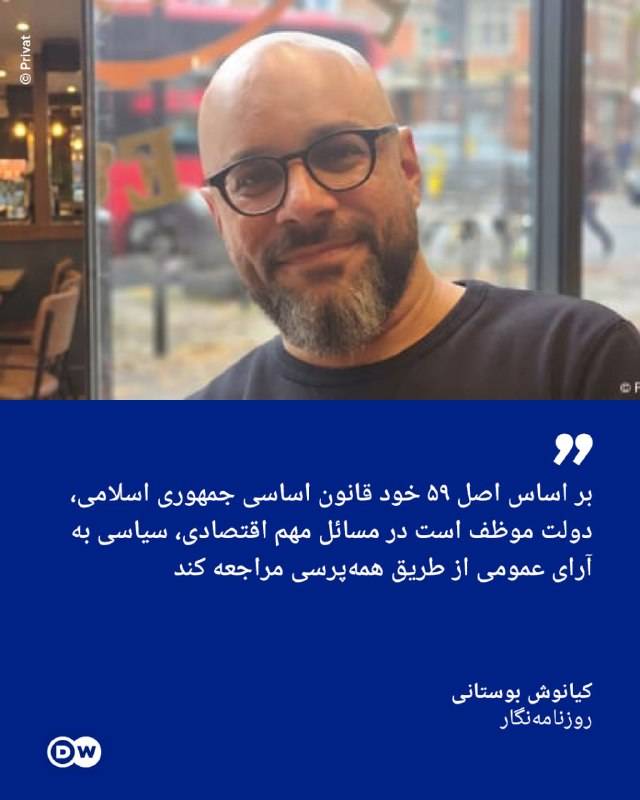 © Privat
”
بر اساس اصل ۵۹ خود قانون اساسی جمهوری اسلامی،
دولت موظف است در مسائل مهم اقتصادی، سیاسی به
آرای عمومی از طریق همه‌پرسی مراجعه کند
کیانوش بوستانی
روزنامه‌نگار
DW